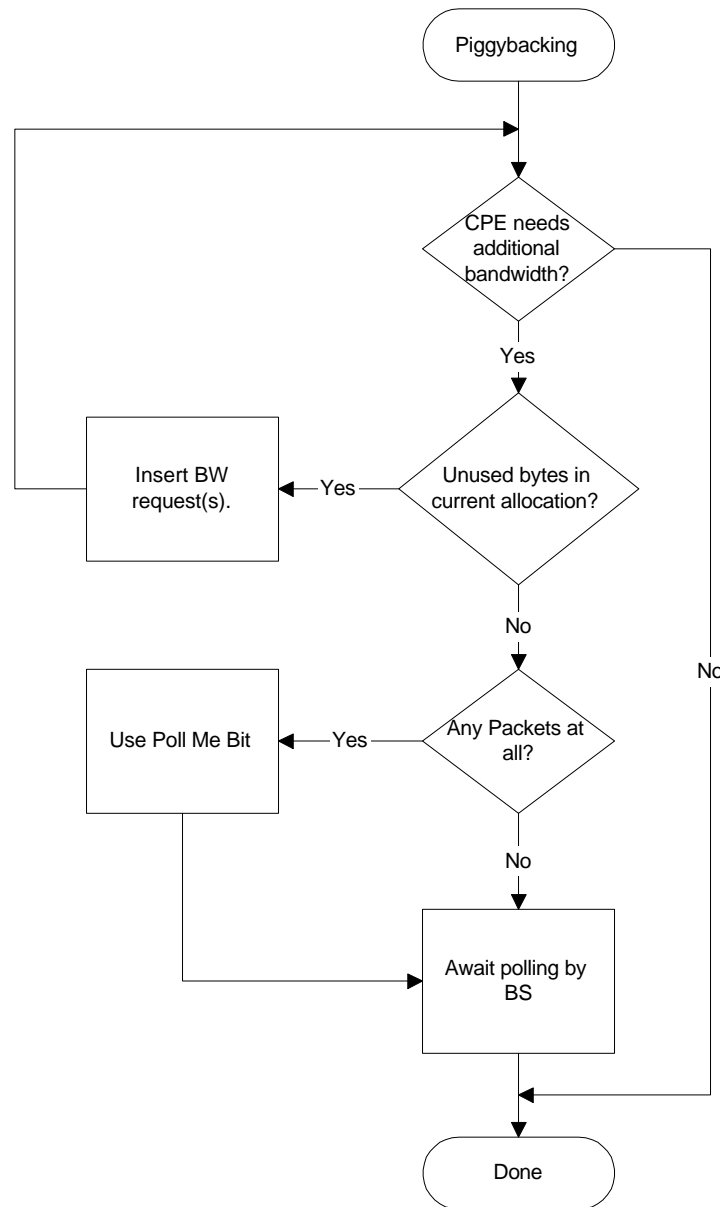 Piggybacking
CPE needs
additional
bandwidth?
Yes
Unused bytes in
current allocation?
Yes
Insert BW
request(s).
No
No
Any Packets at
all?
Yes
Use Poll Me Bit
No
Await polling by
BS
Done